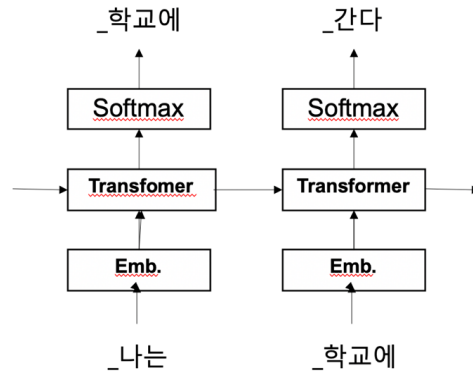 _학교에
_간다
Softmax
Softmax
Transfomer
Transformer
Emb.
Emb.
_나는
_학교에